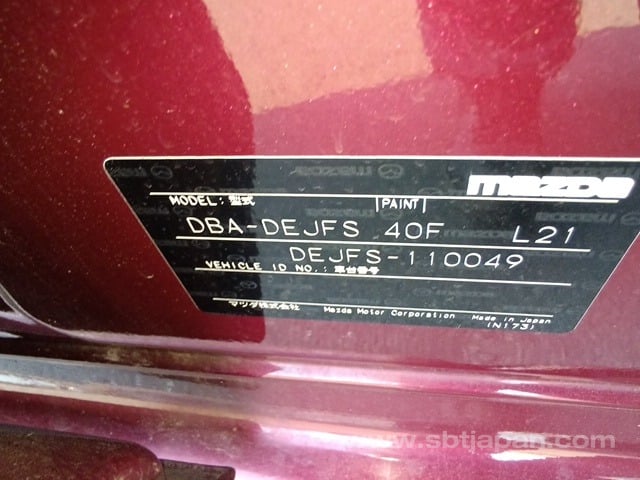 mazda
MODEL: 型式 PAINT
DBA-DEJFS 40F L21
DEJFS-110049
VEHICLE ID NO.: 車台番号
マツダ株式会社 Mazda Motor Corporation Made in Japan
(N173)
www.sbtjapan.com